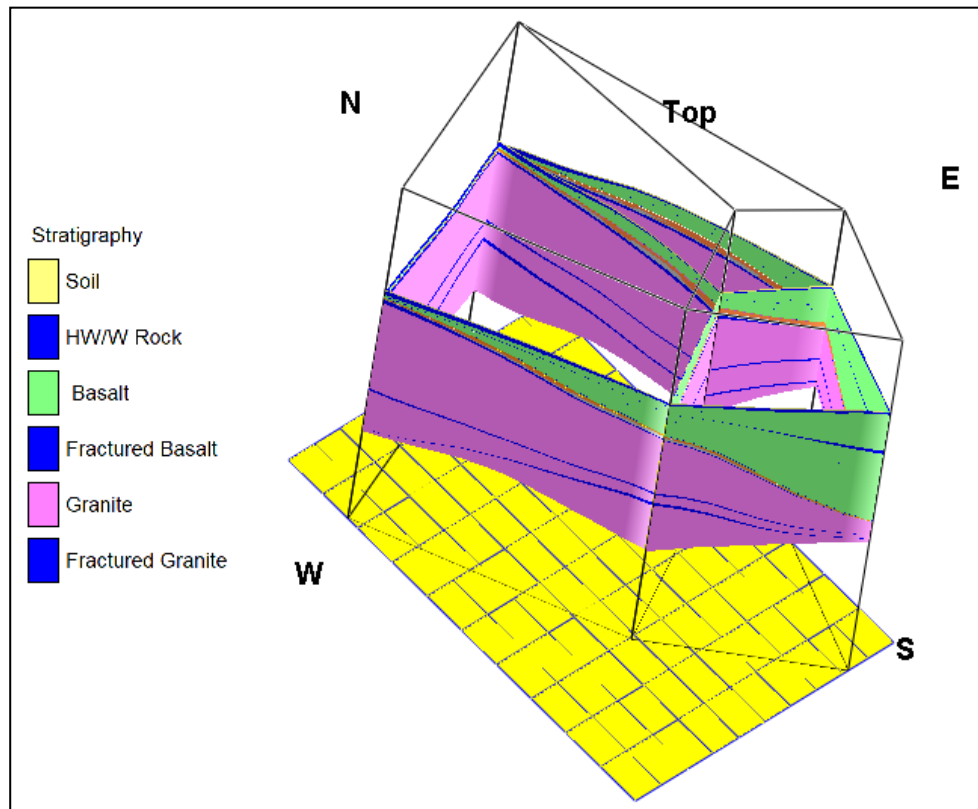 N
Top
E
Stratigraphy
Soil
HW/W Rock
Basalt
Fractured Basalt
Granite
Fractured Granite
W
S